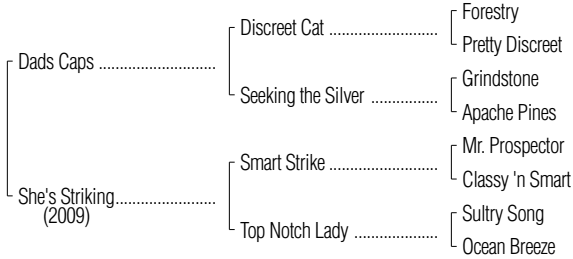 Forestry
Discreet Cat ....................
Pretty Discreet
Dads Caps ......................
Grindstone
Seeking the Silver .............
Apache Pines
Mr. Prospector
Smart Strike ....................
Classy 'n Smart
She's Striking...................
(2009)
Sultry Song
Top Notch Lady ...............
Ocean Breeze